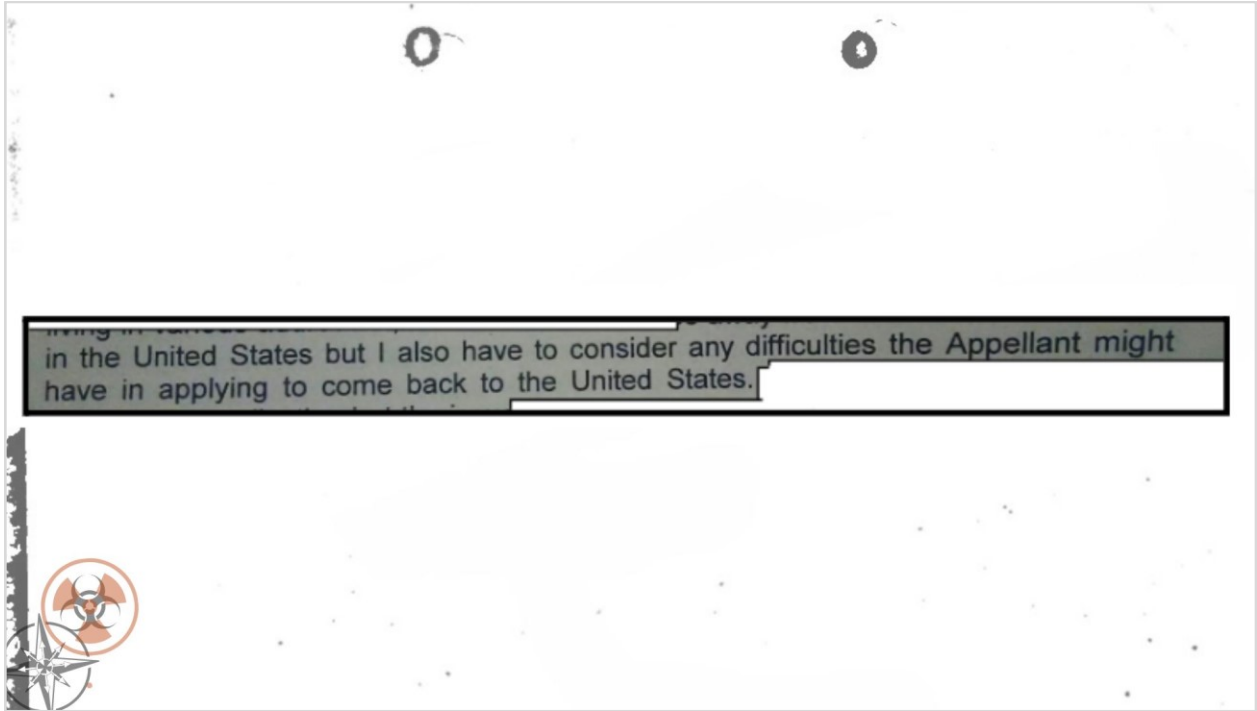 in the United States but I also have to consider any difficulties the Appellant might
have in applying to come back to the United States.